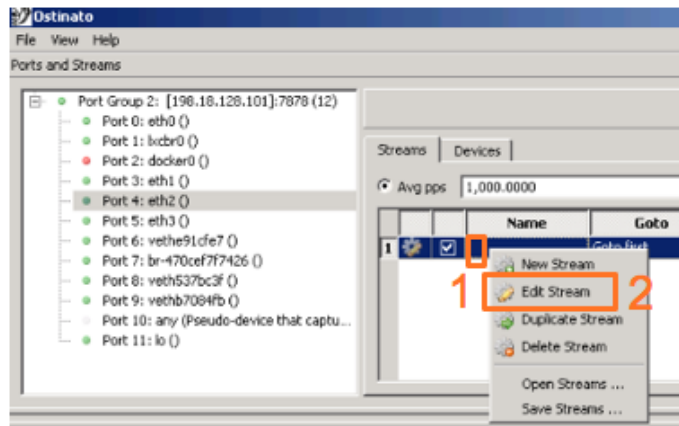 Ostinato
File View Help
Ports and Streams
Port Group 2: [198.18.128.101]:7878 (12)
Port 0: eth0 ()
Port 1: lxcbr0 ()
Port 2: docker0 ()
Port 3: eth1 ()
Port 4: eth2 ()
Port 5: eth3 ()
Port 6: vethe91cfe7 ()
Port 7: br-470cef7f7426 ()
Port 8: veth537bc3f ()
Port 9: vethb7084fb ()
Port 10: any (Pseudo-device that captu...
Port 11: lo ()
Streams Devices
Avg pps 1,000.0000
Name Goto
1 Goto first
New Stream
1 Edit Stream 2
Duplicate Stream
Delete Stream
Open Streams ...
Save Streams ...